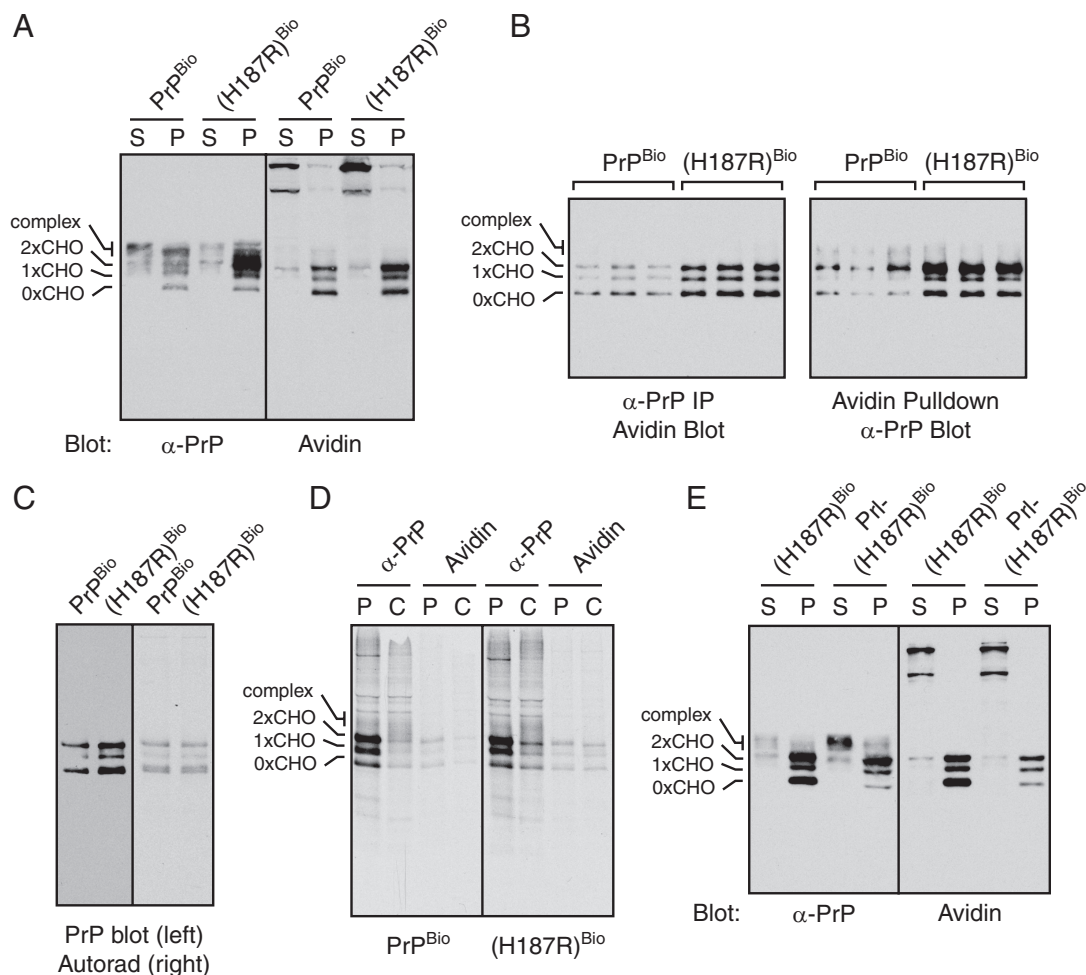 A
PrP^Bio (H187R)^Bio PrP^Bio (H187R)^Bio
S P S P S P S P
complex
2xCHO
1xCHO
0xCHO
Blot: α-PrP Avidin
B
PrP^Bio (H187R)^Bio PrP^Bio (H187R)^Bio
complex
2xCHO
1xCHO
0xCHO
α-PrP IP
Avidin Blot
Avidin Pulldown
α-PrP Blot
C
PrP^Bio (H187R)^Bio PrP^Bio (H187R)^Bio
PrP blot (left)
Autorad (right)
D
α-PrP Avidin α-PrP Avidin
P C P C P C P C
complex
2xCHO
1xCHO
0xCHO
PrP^Bio (H187R)^Bio
E
(H187R)^Bio Prl-(H187R)^Bio (H187R)^Bio Prl-(H187R)^Bio
S P S P S P S P
complex
2xCHO
1xCHO
0xCHO
Blot: α-PrP Avidin